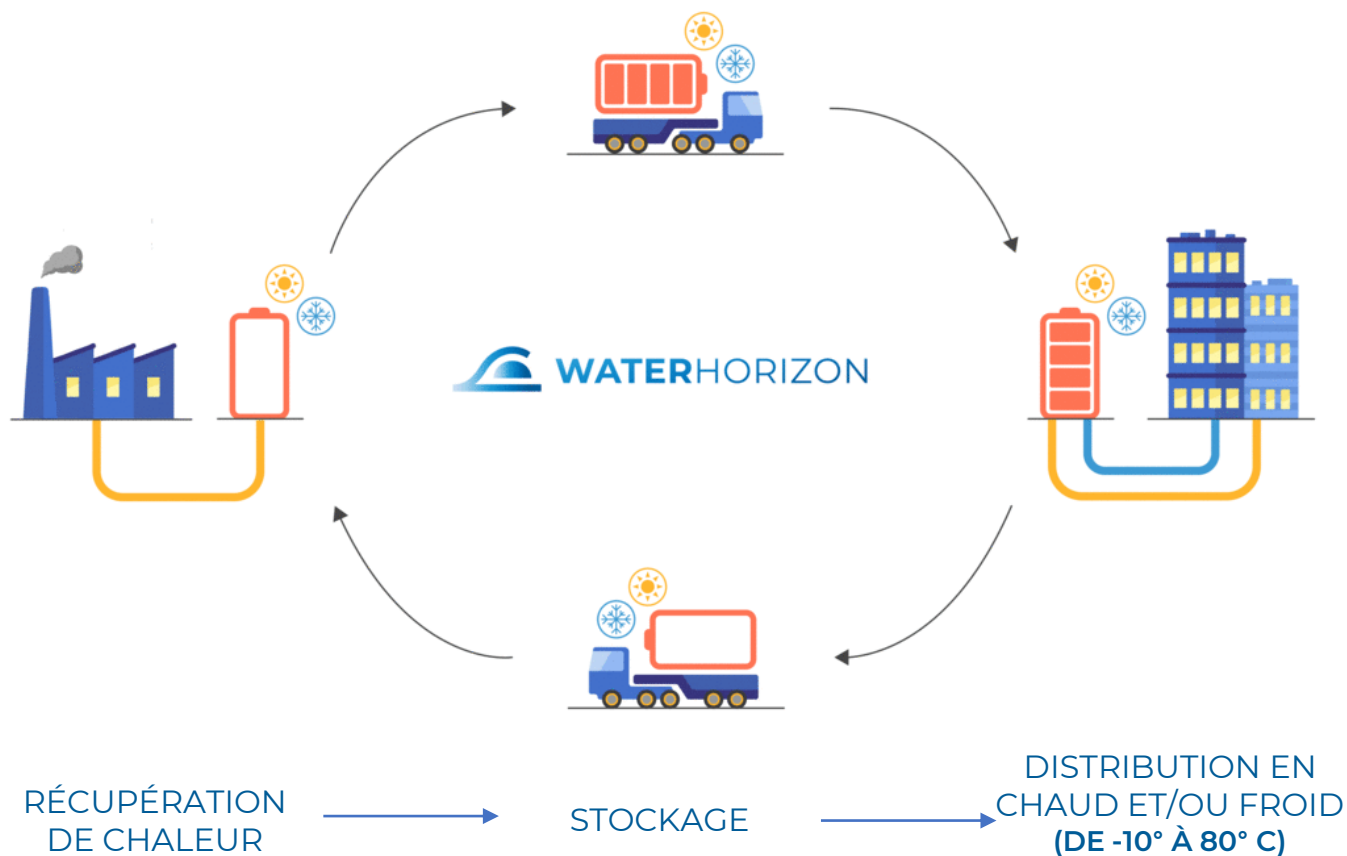 WATERHORIZON
RÉCUPÉRATION
DE CHALEUR
STOCKAGE
DISTRIBUTION EN
CHAUD ET/OU FROID
(DE -10° À 80° C)